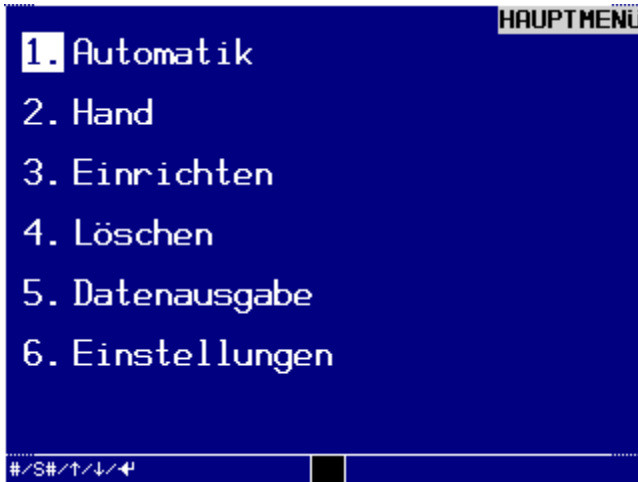 HAUPTMENÜ
1. Automatik
2. Hand
3. Einrichten
4. Löschen
5. Datenausgabe
6. Einstellungen
#/S#/↑/↓/↵